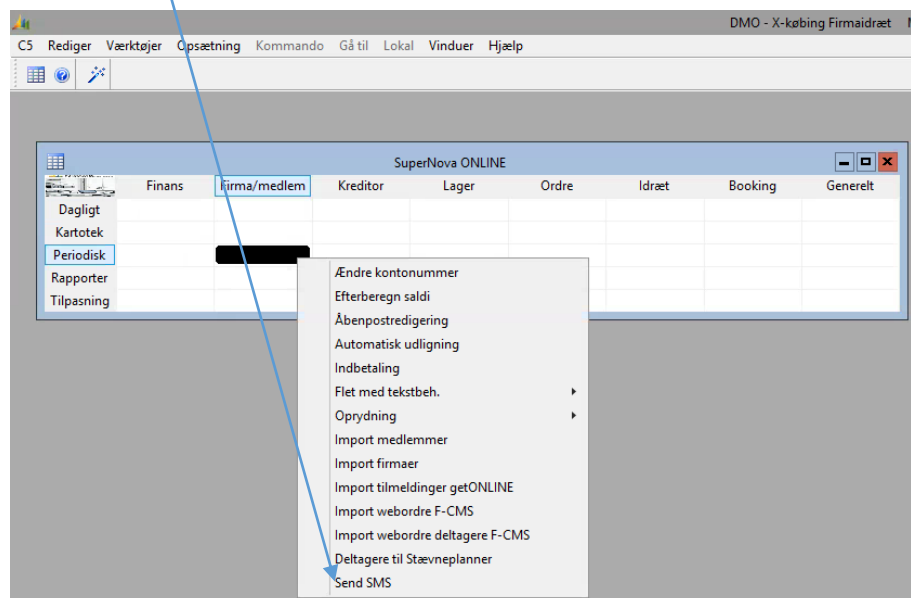 DMO - X-købing Firmaidræt
C5 Rediger Værktøjer Opsætning Kommando Gå til Lokal Vinduer Hjælp
SuperNova ONLINE
Finans Firma/medlem Kreditor Lager Ordre Idræt Booking Generelt
Dagligt
Kartotek
Periodisk
Rapporter
Tilpasning
Ændre kontonummer
Efterberegn saldi
Åbenpostredigering
Automatisk udligning
Indbetaling
Flet med tekstbeh.
Oprydning
Import medlemmer
Import firmaer
Import tilmeldinger getONLINE
Import webordre F-CMS
Import webordre deltagere F-CMS
Deltagere til Stævneplanner
Send SMS